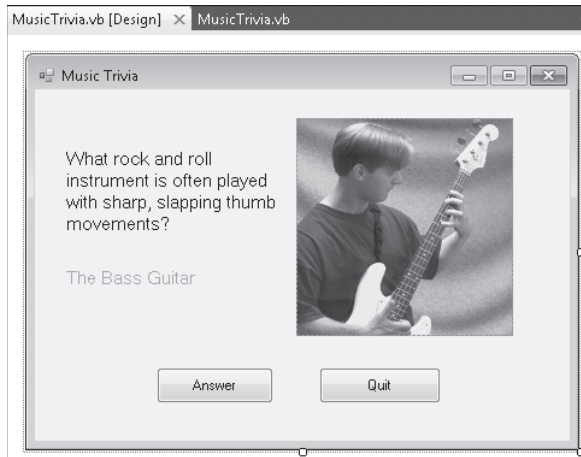 MusicTrivia.vb [Design] MusicTrivia.vb
Music Trivia
What rock and roll
instrument is often played
with sharp, slapping thumb
movements?
The Bass Guitar
Answer Quit